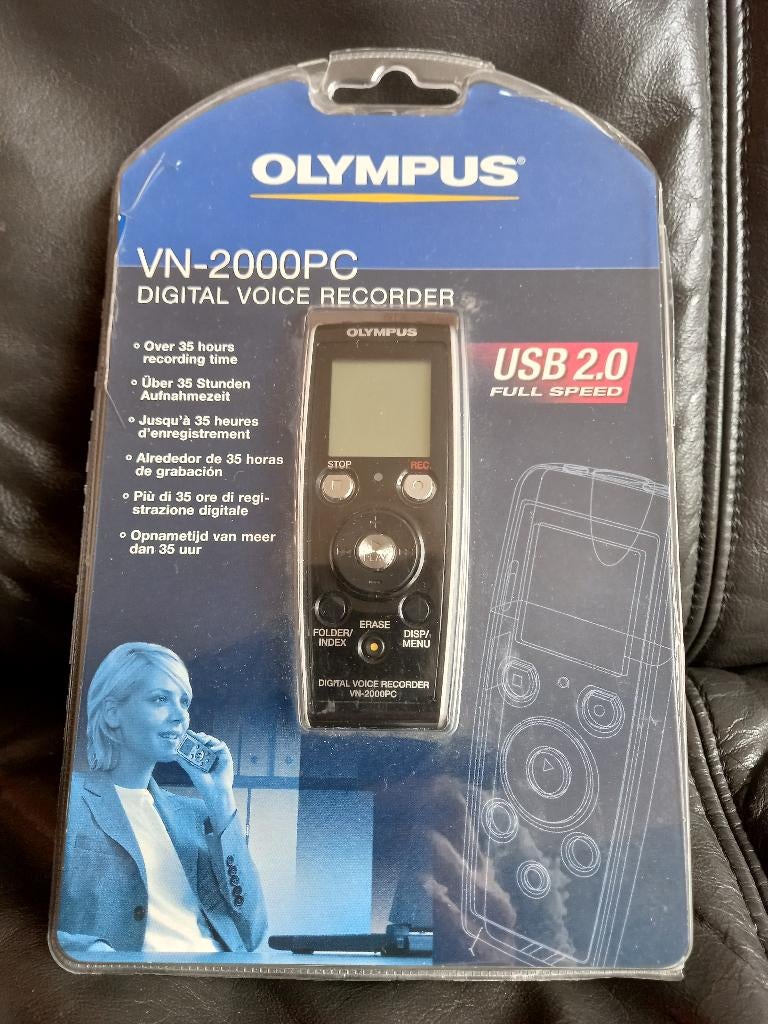 OLYMPUS®
VN-2000PC
DIGITAL VOICE RECORDER
Over 35 hours
recording time
Über 35 Stunden
Aufnahmezeit
Jusqu'à 35 heures
d'enregistrement
Alrededor de 35 horas
de grabación
Più di 35 ore di regi-
strazione digitale
Opnametijd van meer
dan 35 uur
USB 2.0
FULL SPEED
OLYMPUS
STOP
REC
PLAY
FOLDER/
INDEX
ERASE
DISP/
MENU
DIGITAL VOICE RECORDER
VN-2000PC